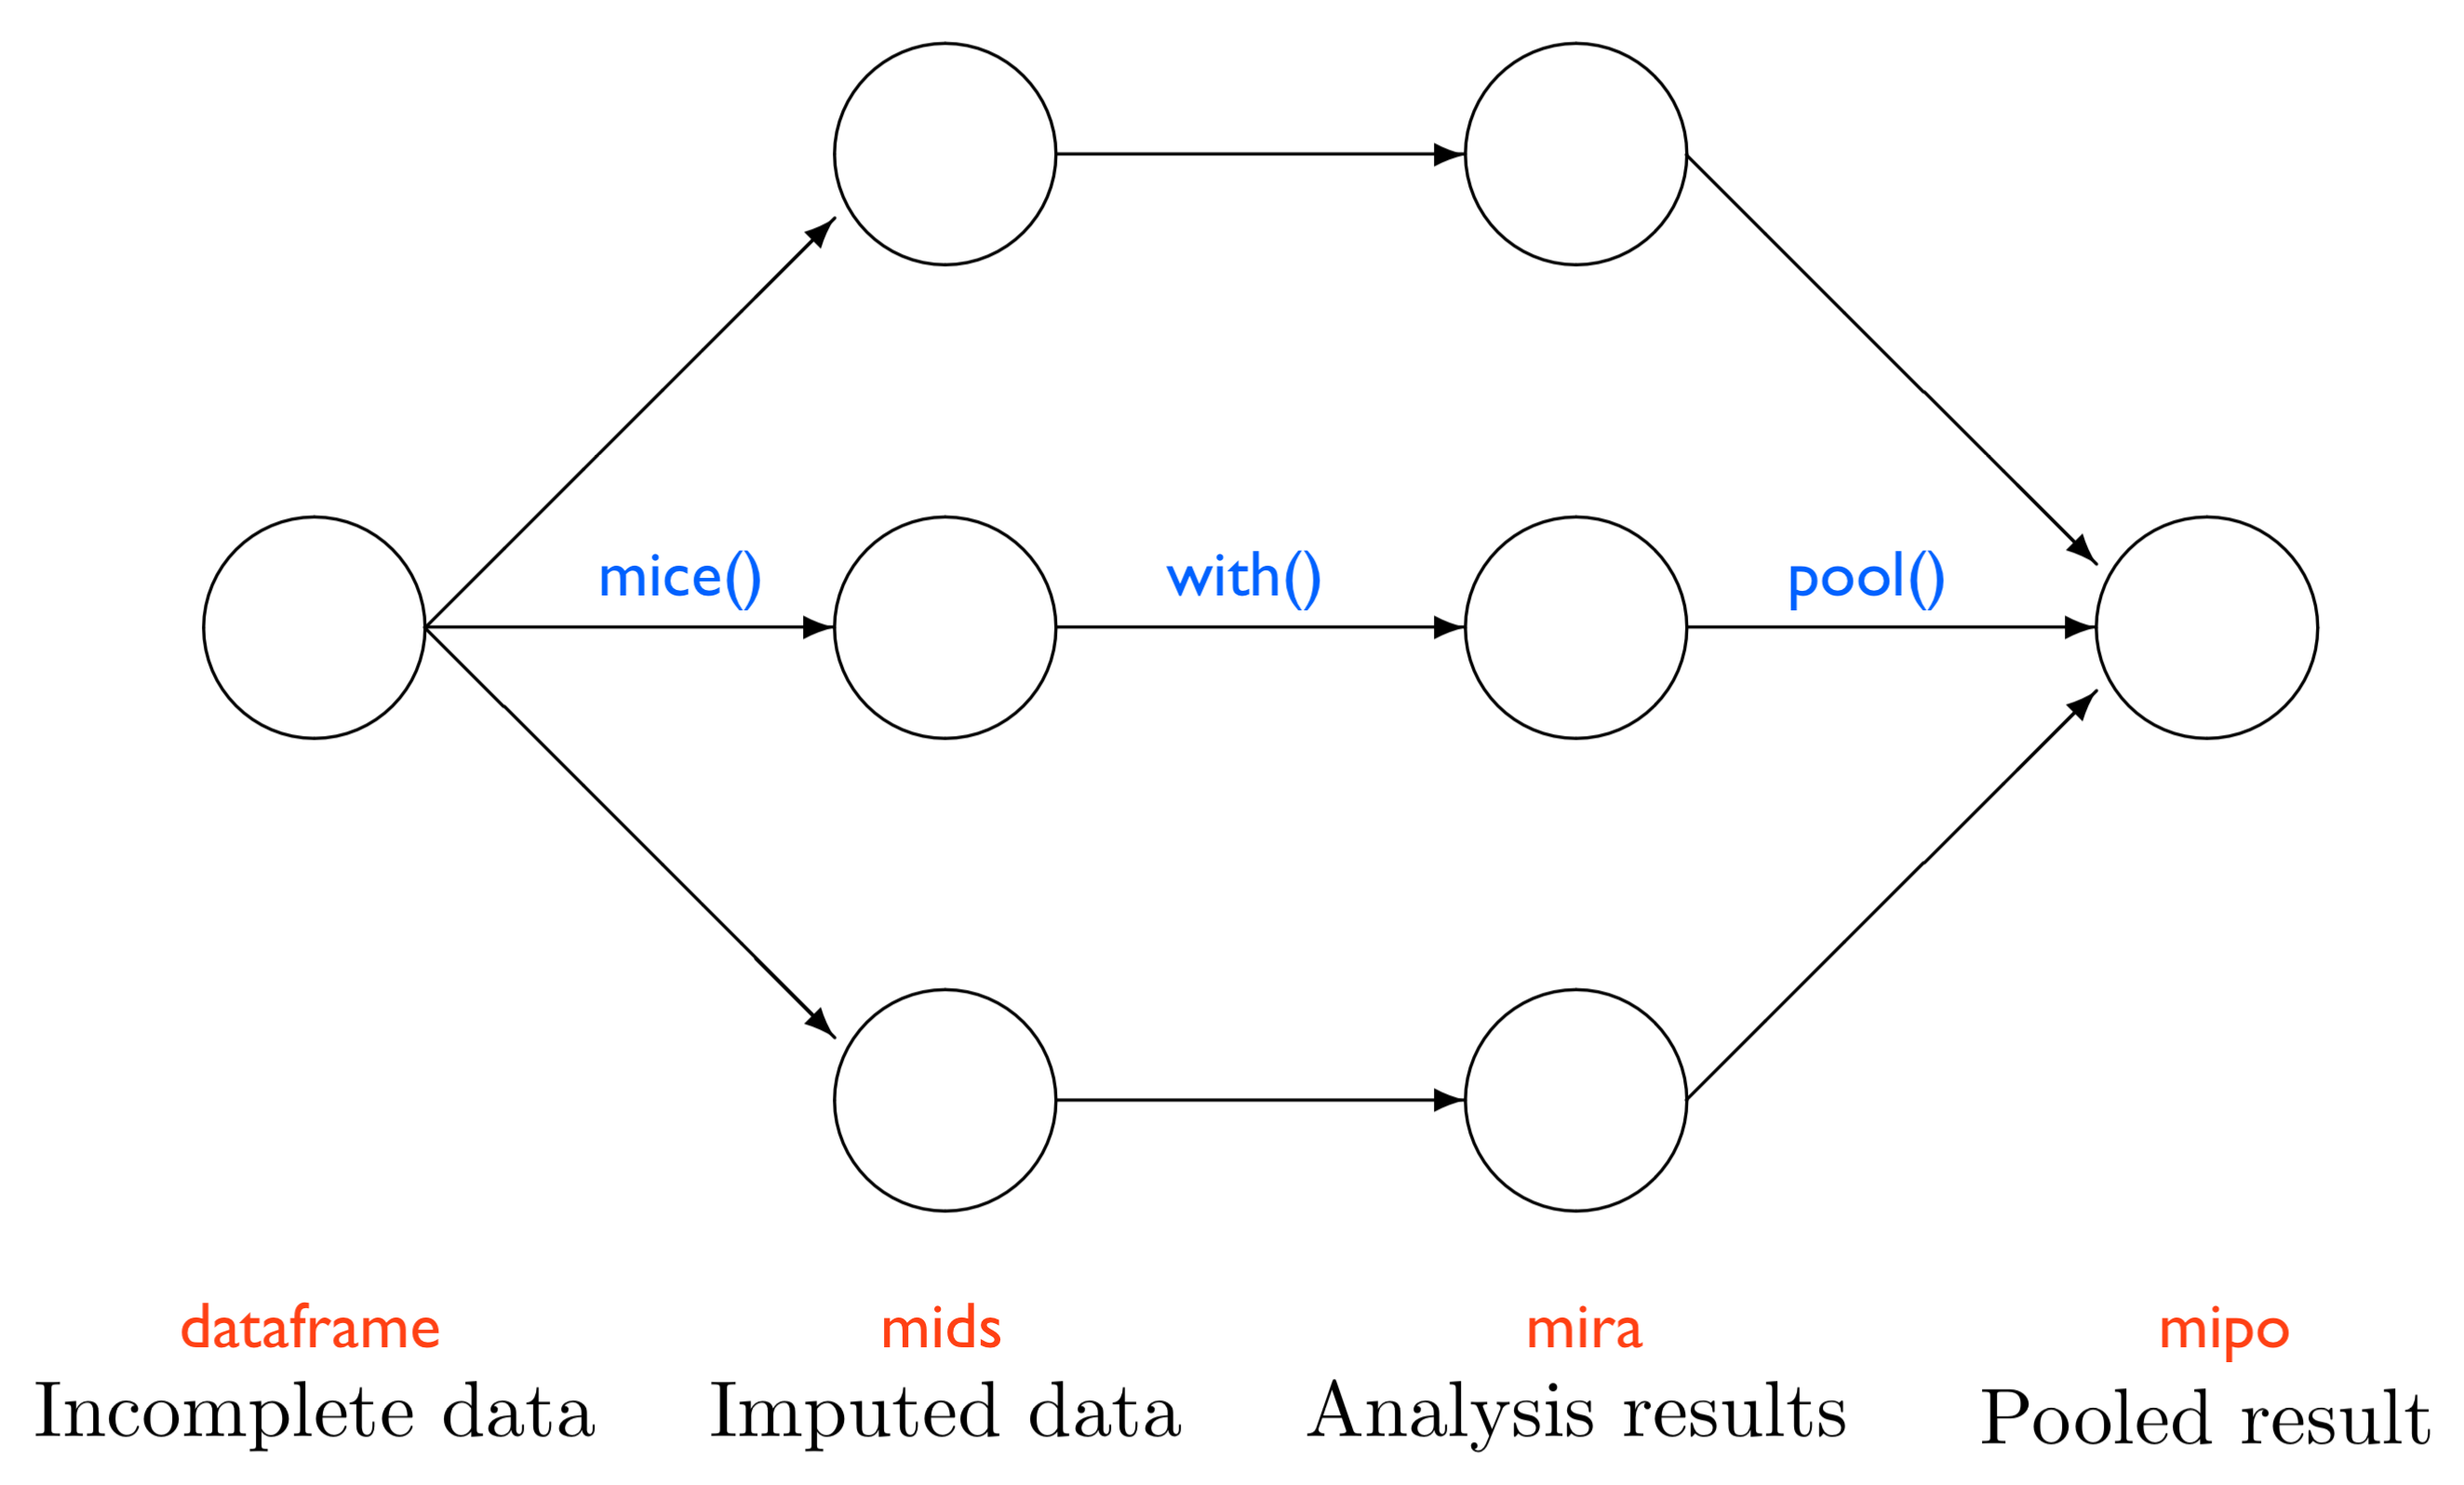 mice() with() pool()
dataframe mids mira mipo
Incomplete data Imputed data Analysis results Pooled result